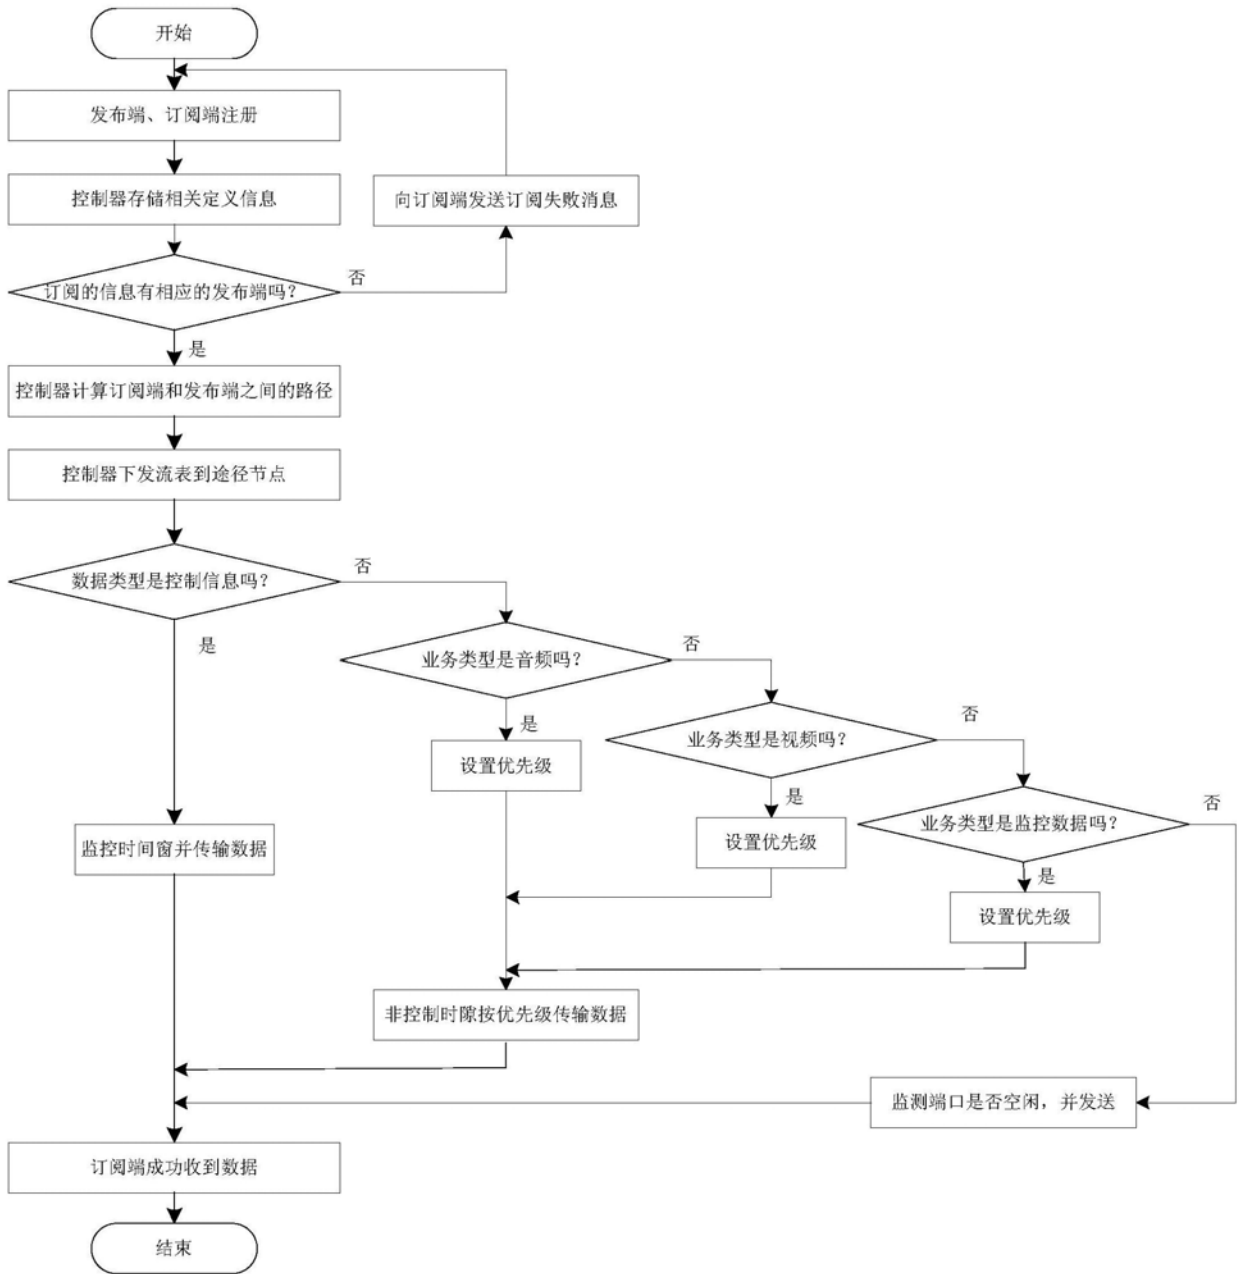 开始
发布端、订阅端注册
控制器存储相关定义信息
向订阅端发送订阅失败消息
订阅的信息有相应的发布端吗？
否
是
控制器计算订阅端和发布端之间的路径
控制器下发流表到途径节点
数据类型是控制信息吗？
否
是
业务类型是音频吗？
否
是
设置优先级
业务类型是视频吗？
否
是
设置优先级
业务类型是监控数据吗？
否
是
设置优先级
监控时间窗并传输数据
非控制时隙按优先级传输数据
监测端口是否空闲，并发送
订阅端成功收到数据
结束